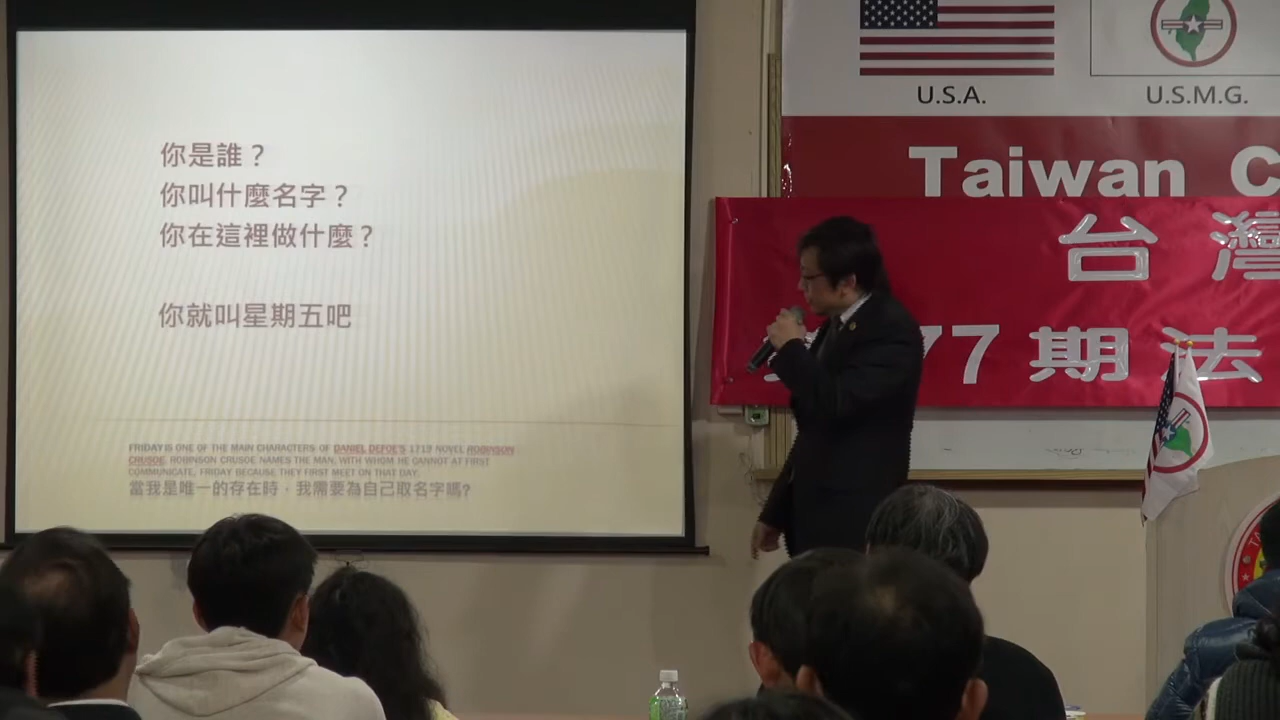 你是誰？
你叫什麼名字？
你在這裡做什麼？
你就叫星期五吧
FRIDAY IS ONE OF THE MAIN CHARACTERS OF DANIEL DEFOE'S 1719 NOVEL ROBINSON
CRUSOE. ROBINSON CRUSOE NAMES THE MAN, WITH WHOM HE CANNOT AT FIRST
COMMUNICATE, FRIDAY BECAUSE THEY FIRST MEET ON THAT DAY.
當我是唯一的存在時，我需要為自己取名字嗎?
U.S.A.
U.S.M.G.
Taiwan C
台灣
77期法